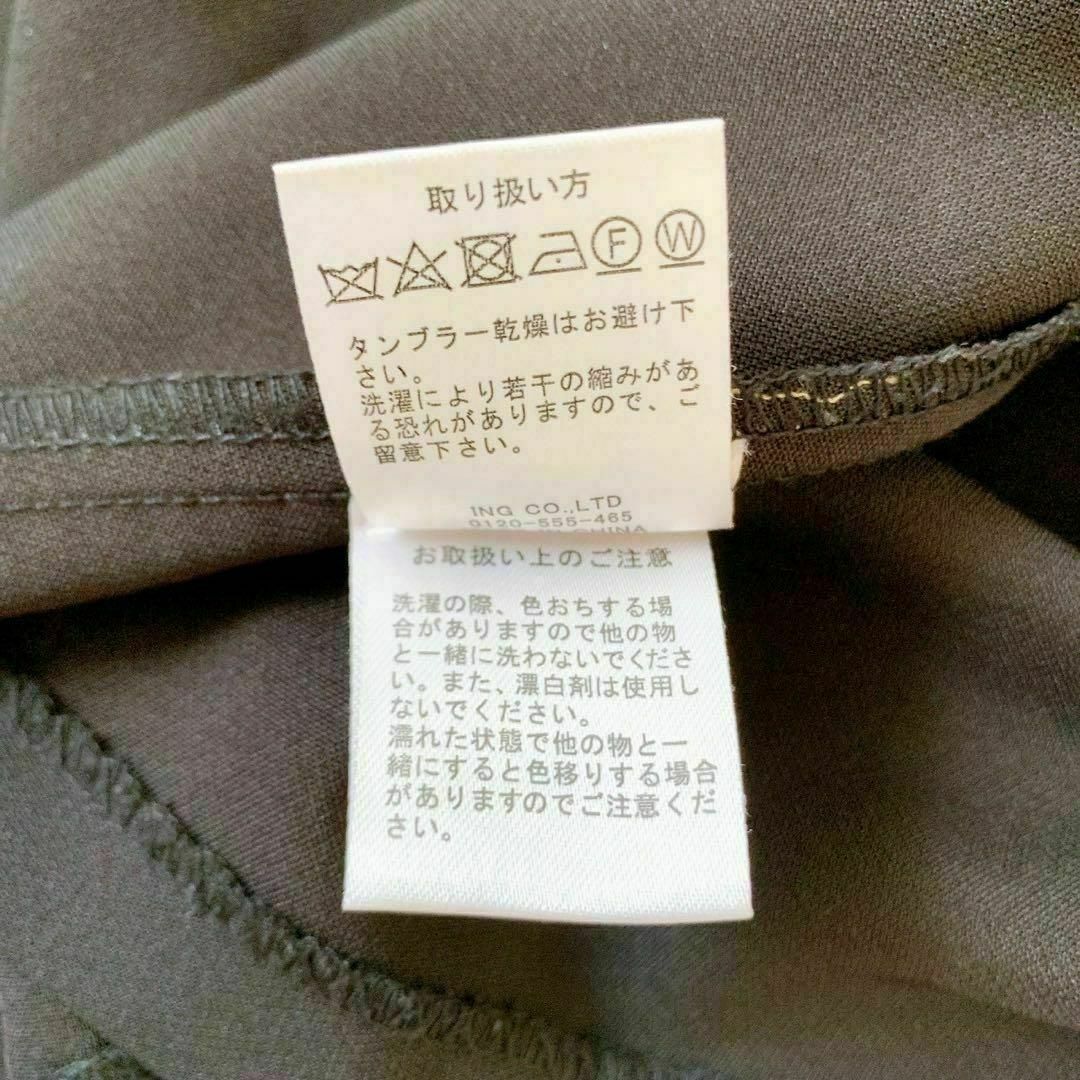 取り扱い方
F W
タンブラー乾燥はお避け下
さい。
洗濯により若干の縮みがあ
る恐れがありますので、ご
留意下さい。
ING CO.,LTD
0120-555-465
CHINA
お取扱い上のご注意
洗濯の際、色おちする場
合がありますので他の物
と一緒に洗わないでくださ
い。また、漂白剤は使用し
ないでください。
濡れた状態で他の物と一
緒にすると色移りする場合
がありますのでご注意くだ
さい。